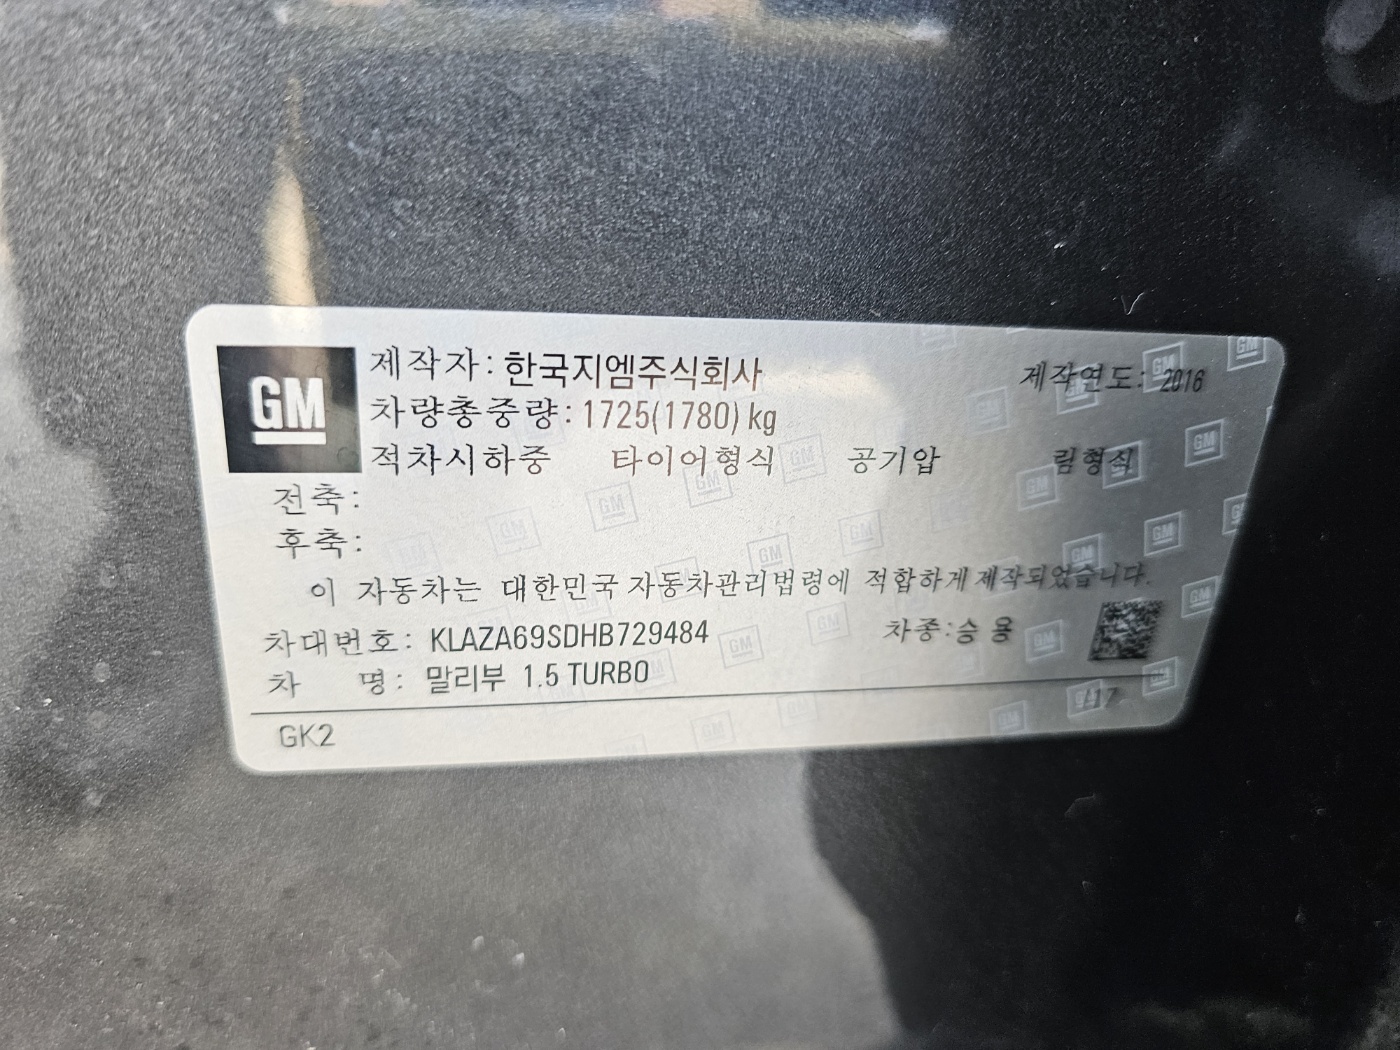 GM
제작자: 한국지엠주식회사 제작연도: 2016
차량총중량: 1725(1780) kg
적차시하중 타이어형식 공기압 림형식
전축:
후축:
이 자동차는 대한민국 자동차관리법령에 적합하게 제작되었습니다.
차대번호: KLAZA69SDHB729484 차종: 승 용
차 명: 말리부 1.5 TURBO
GK2 /17